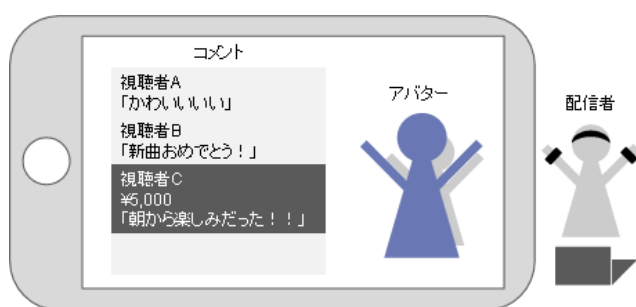 コメント
視聴者A
「かわいいいい」
視聴者B
「新曲おめでとう！」
視聴者C
¥5,000
「朝から楽しみだった！！」
アバター
配信者